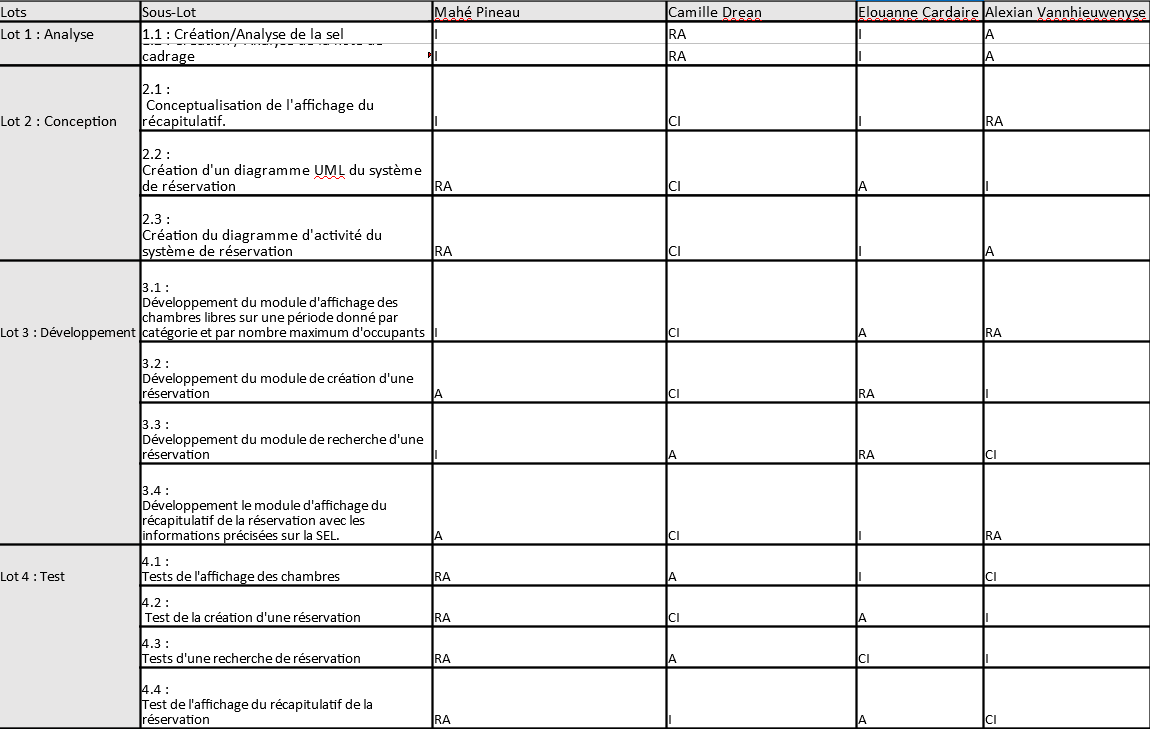 Lots Sous-Lot Mahé Pineau Camille Drean Elouanne Cardaire Alexian Vannhieuwenyse
Lot 1 : Analyse 1.1 : Création/Analyse de la sel I RA I A
cadrage I RA I A
2.1 :
Conceptualisation de l'affichage du
Lot 2 : Conception récapitulatif. I CI I RA
2.2 :
Création d'un diagramme UML du système
de réservation RA CI A I
2.3 :
Création du diagramme d'activité du
système de réservation RA CI I A
3.1 :
Développement du module d'affichage des
chambres libres sur une période donné par
Lot 3 : Développement catégorie et par nombre maximum d'occupants I CI A RA
3.2 :
Développement du module de création d'une
réservation A CI RA I
3.3 :
Développement du module de recherche d'une
réservation I A RA CI
3.4 :
Développement le module d'affichage du
récapitulatif de la réservation avec les
informations précisées sur la SEL. A CI I RA
4.1 :
Lot 4 : Test Tests de l'affichage des chambres RA A I CI
4.2 :
Test de la création d'une réservation RA CI A I
4.3 :
Tests d'une recherche de réservation RA A CI I
4.4 :
Test de l'affichage du récapitulatif de la
réservation RA I A CI